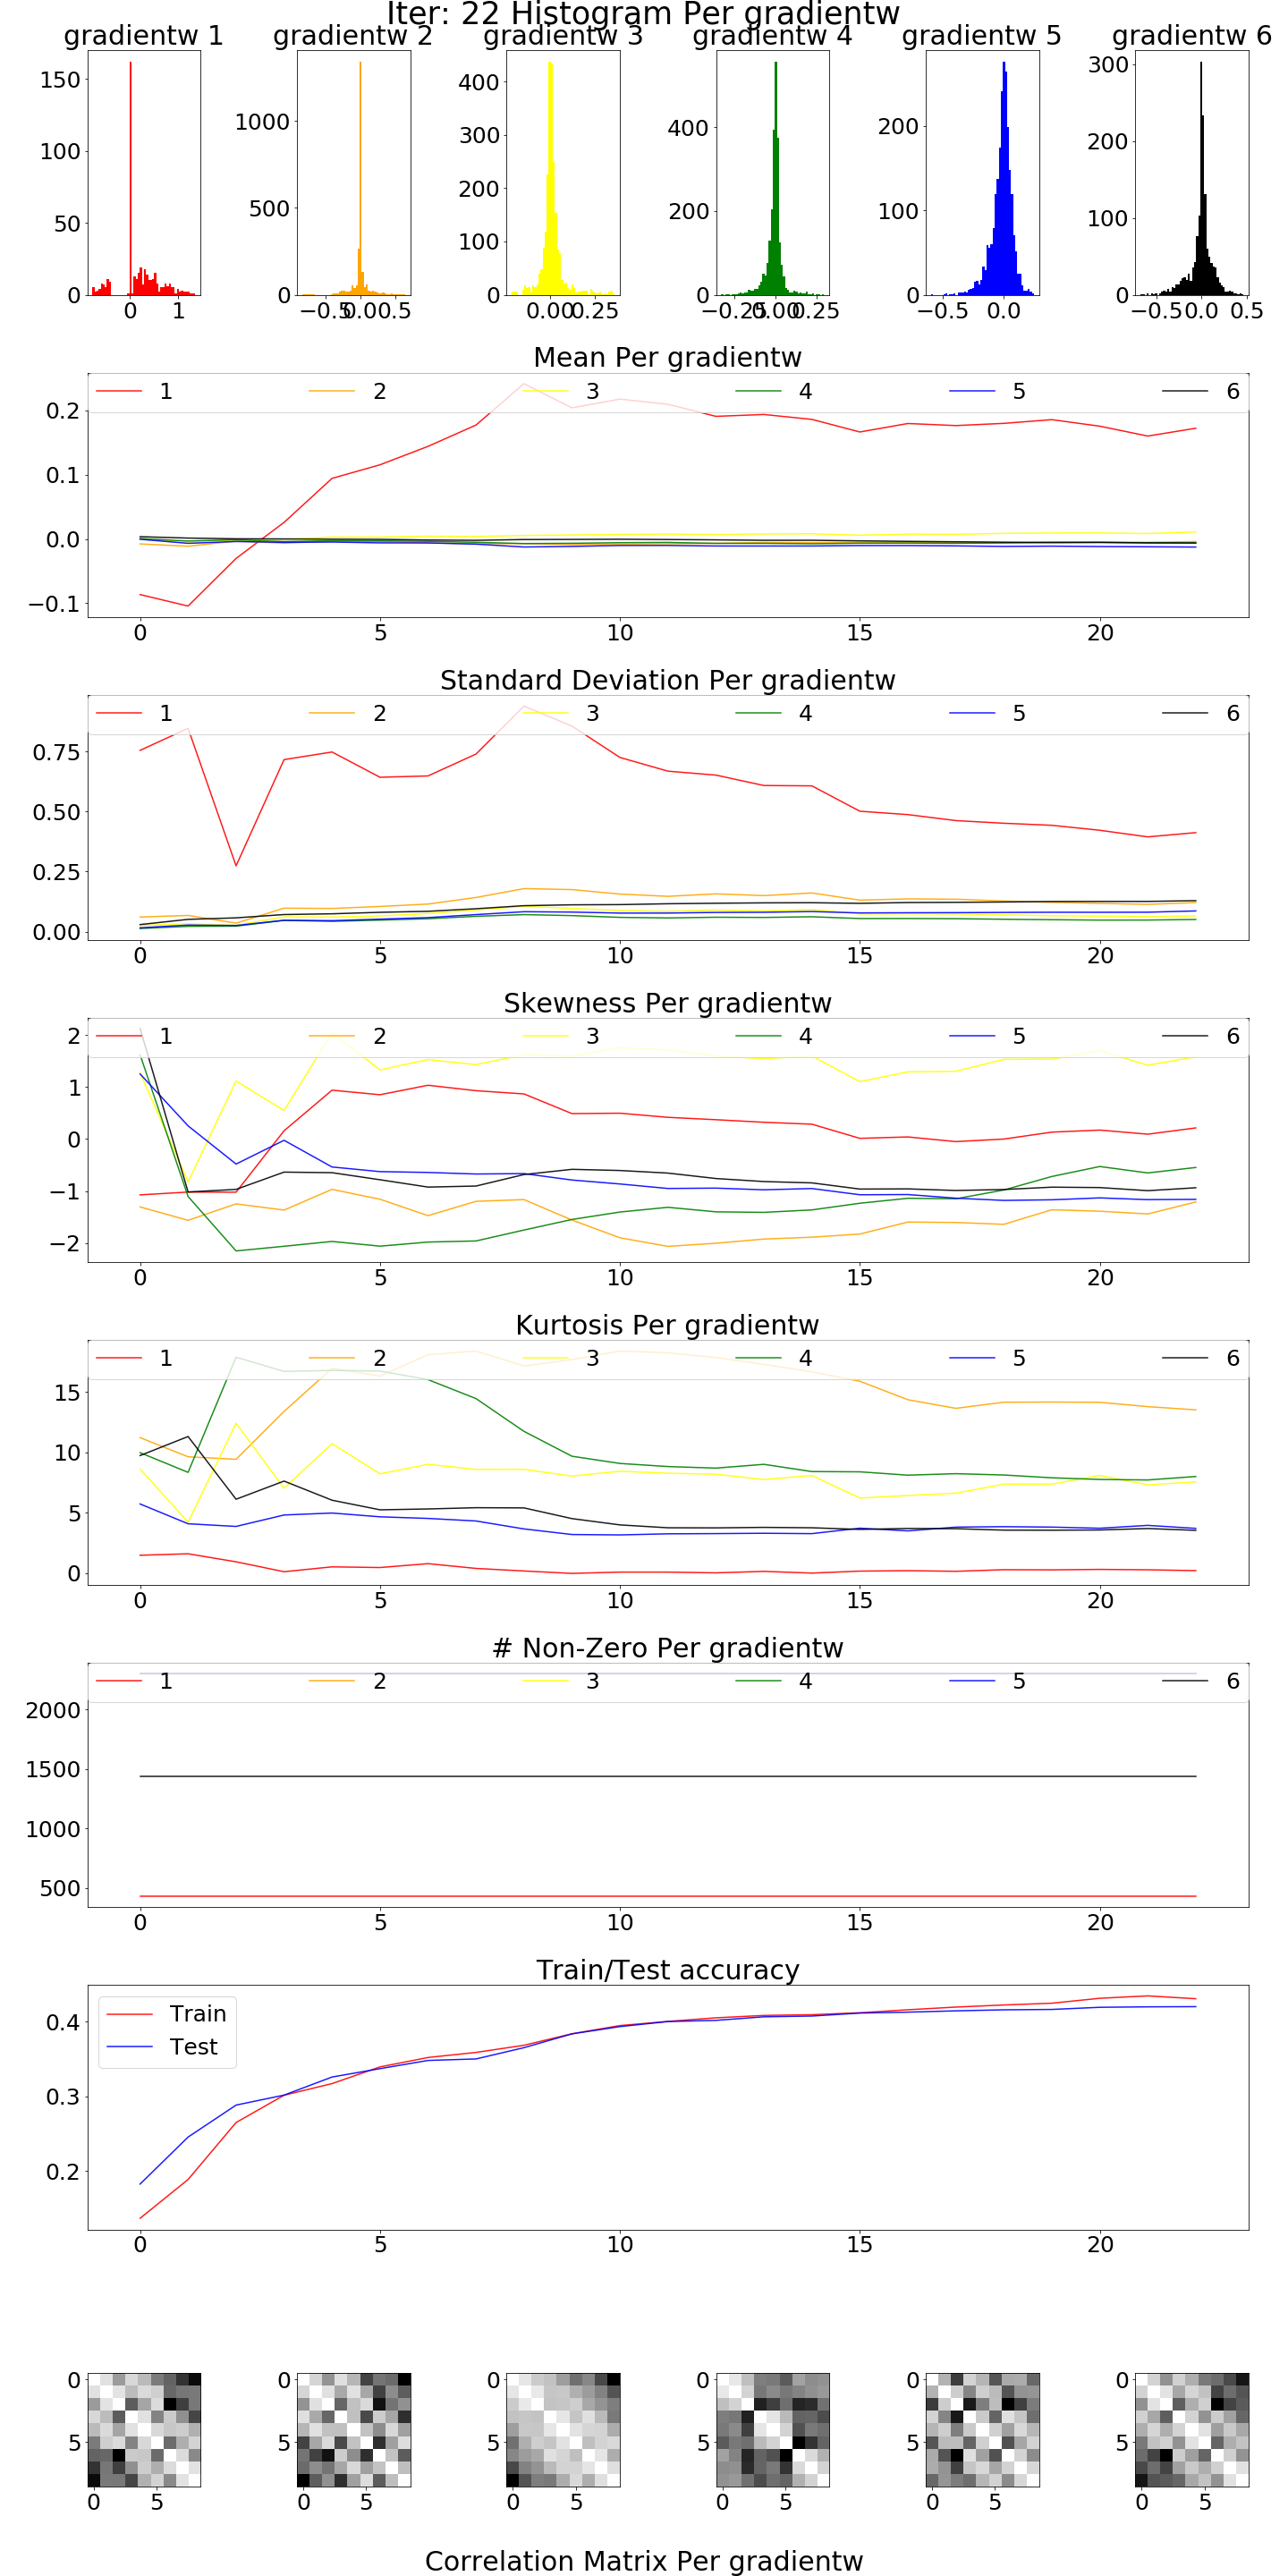 Iter: 22 Histogram Per gradientw
gradientw 1 gradientw 2 gradientw 3 gradientw 4 gradientw 5 gradientw 6
150
100
50
0
0 1
1000
500
0
−0.5 0.0 0.5
400
300
200
100
0
0.00 0.25
400
200
0
−0.25 0.00 0.25
200
100
0
−0.5 0.0
300
200
100
0
−0.5 0.0 0.5
Mean Per gradientw
1 2 3 4 5 6
0.2
0.1
0.0
−0.1
0 5 10 15 20
Standard Deviation Per gradientw
1 2 3 4 5 6
0.75
0.50
0.25
0.00
0 5 10 15 20
Skewness Per gradientw
1 2 3 4 5 6
2
1
0
−1
−2
0 5 10 15 20
Kurtosis Per gradientw
1 2 3 4 5 6
15
10
5
0
0 5 10 15 20
# Non-Zero Per gradientw
1 2 3 4 5 6
2000
1500
1000
500
0 5 10 15 20
Train/Test accuracy
Train
Test
0.4
0.3
0.2
0 5 10 15 20
0 0 0 0 0 0
5 5 5 5 5 5
0 5 0 5 0 5 0 5 0 5 0 5
Correlation Matrix Per gradientw